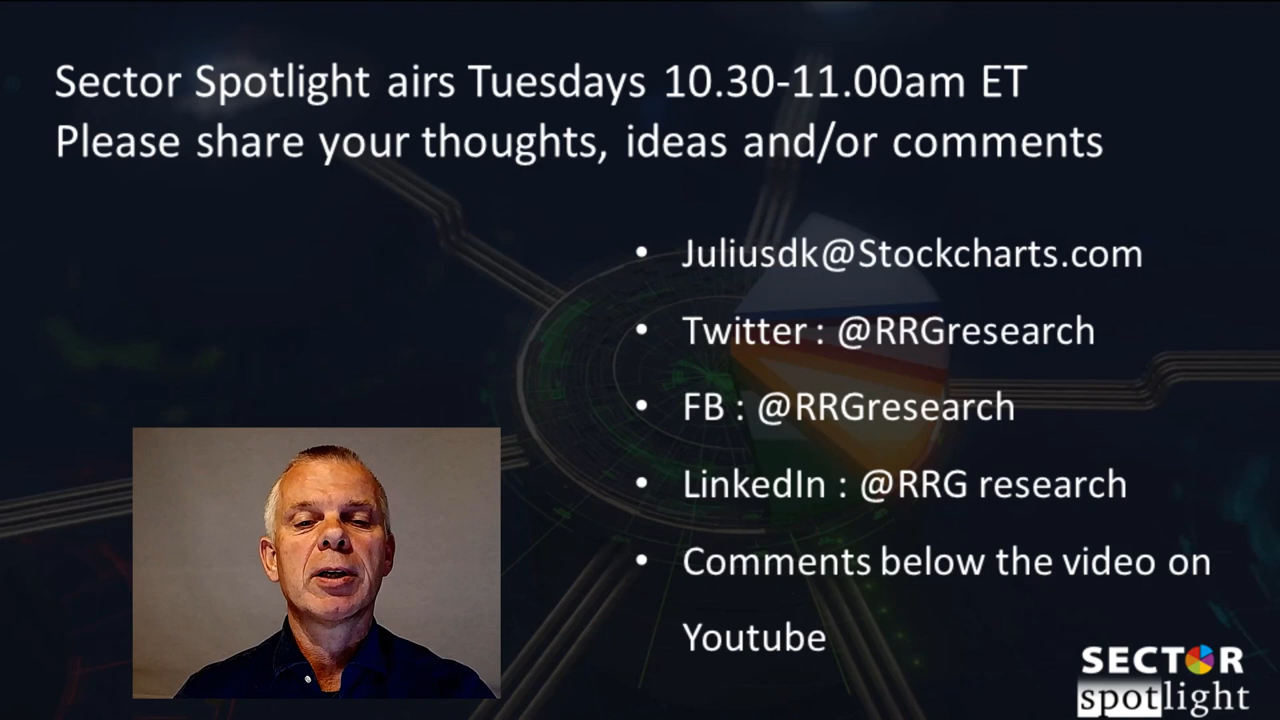 Sector Spotlight airs Tuesdays 10.30-11.00am ET
Please share your thoughts, ideas and/or comments
• Juliusdk@Stockcharts.com
• Twitter : @RRGresearch
• FB : @RRGresearch
• LinkedIn : @RRG research
• Comments below the video on
Youtube
SECTOR
spotlight